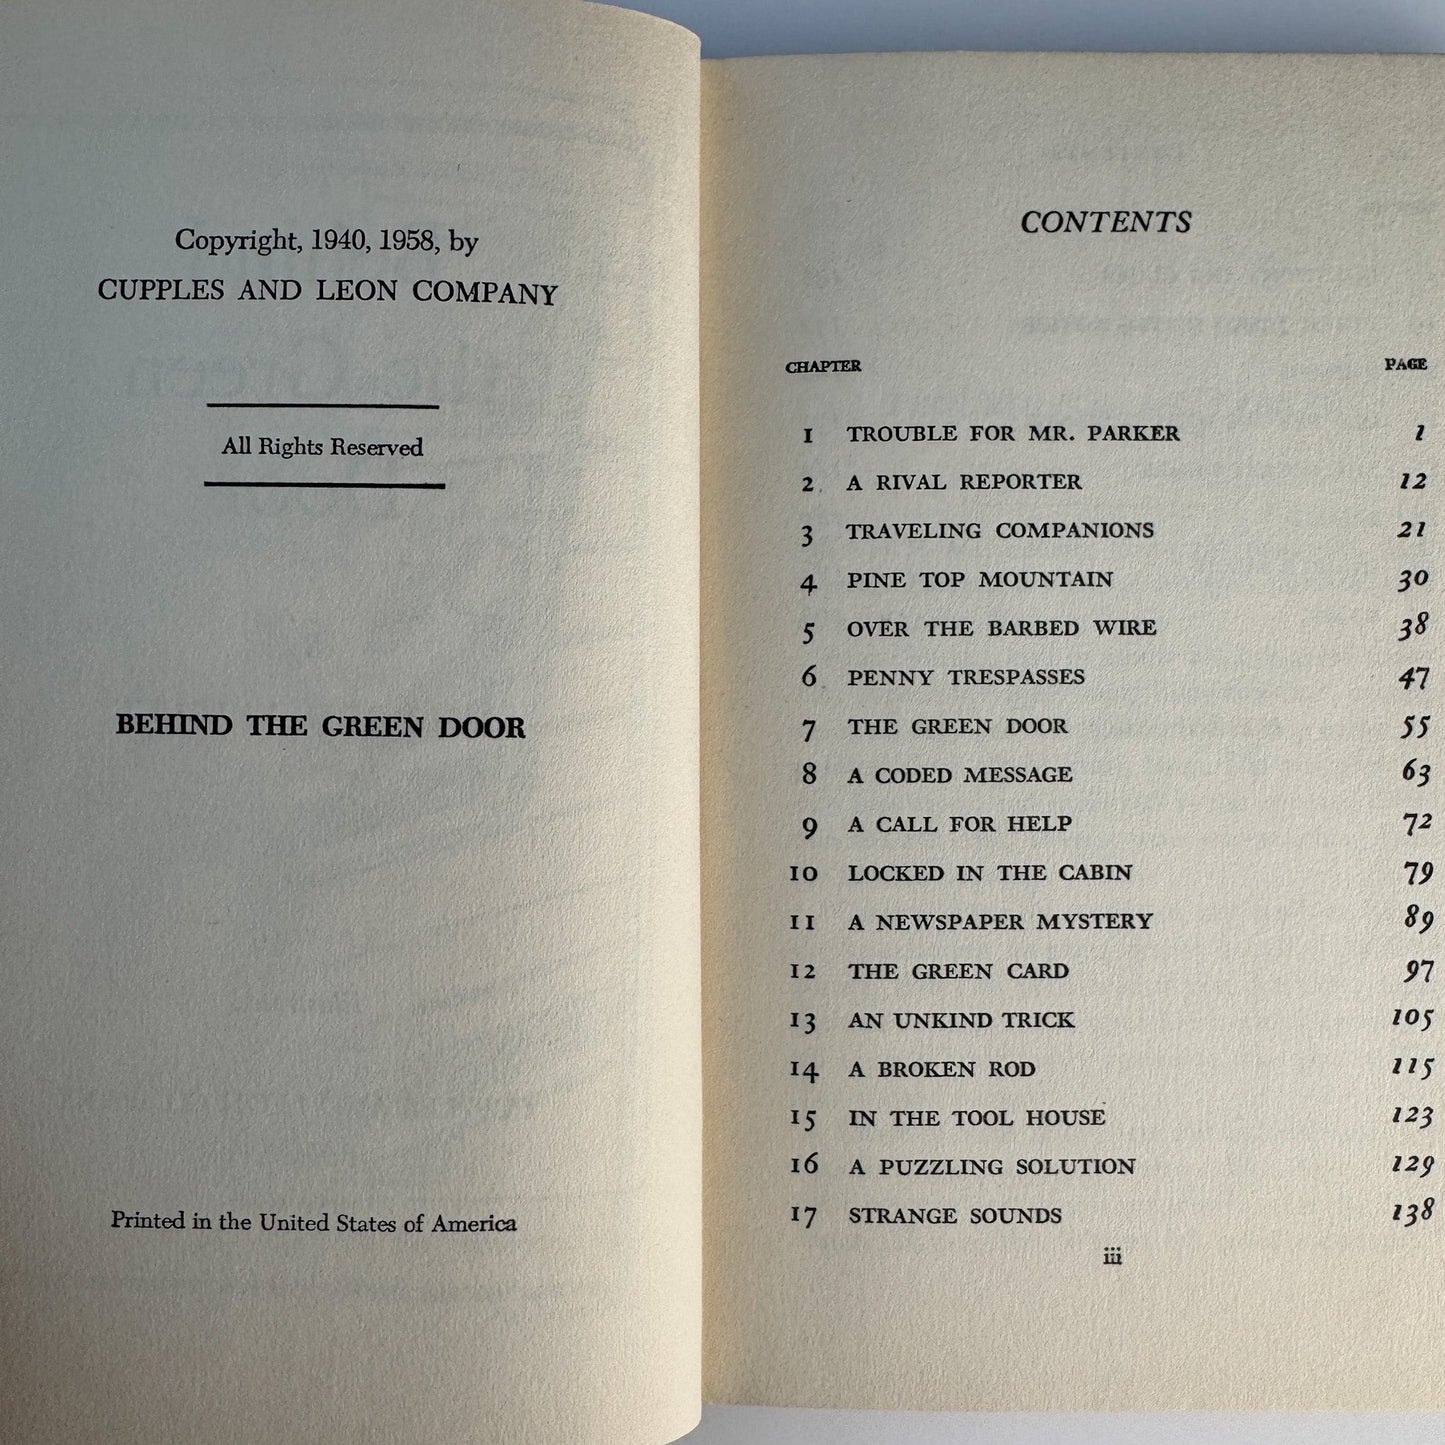 Copyright, 1940, 1958, by
CUPPLES AND LEON COMPANY
All Rights Reserved
BEHIND THE GREEN DOOR
Printed in the United States of America
CONTENTS
CHAPTER PAGE
1 TROUBLE FOR MR. PARKER 1
2 A RIVAL REPORTER 12
3 TRAVELING COMPANIONS 21
4 PINE TOP MOUNTAIN 30
5 OVER THE BARBED WIRE 38
6 PENNY TRESPASSES 47
7 THE GREEN DOOR 55
8 A CODED MESSAGE 63
9 A CALL FOR HELP 72
10 LOCKED IN THE CABIN 79
11 A NEWSPAPER MYSTERY 89
12 THE GREEN CARD 97
13 AN UNKIND TRICK 105
14 A BROKEN ROD 115
15 IN THE TOOL HOUSE 123
16 A PUZZLING SOLUTION 129
17 STRANGE SOUNDS 138
iii